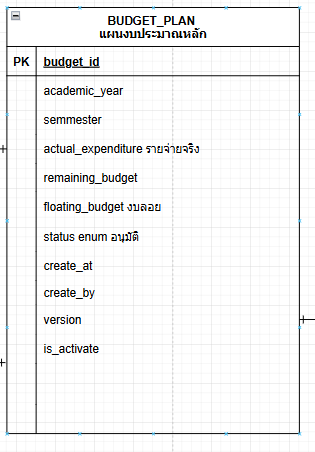 BUDGET_PLAN
แผนงบประมาณหลัก
PK budget_id
academic_year
semmester
actual_expenditure รายจ่ายจริง
remaining_budget
floating_budget งบลอย
status enum อนุมัติ
create_at
create_by
version
is_activate